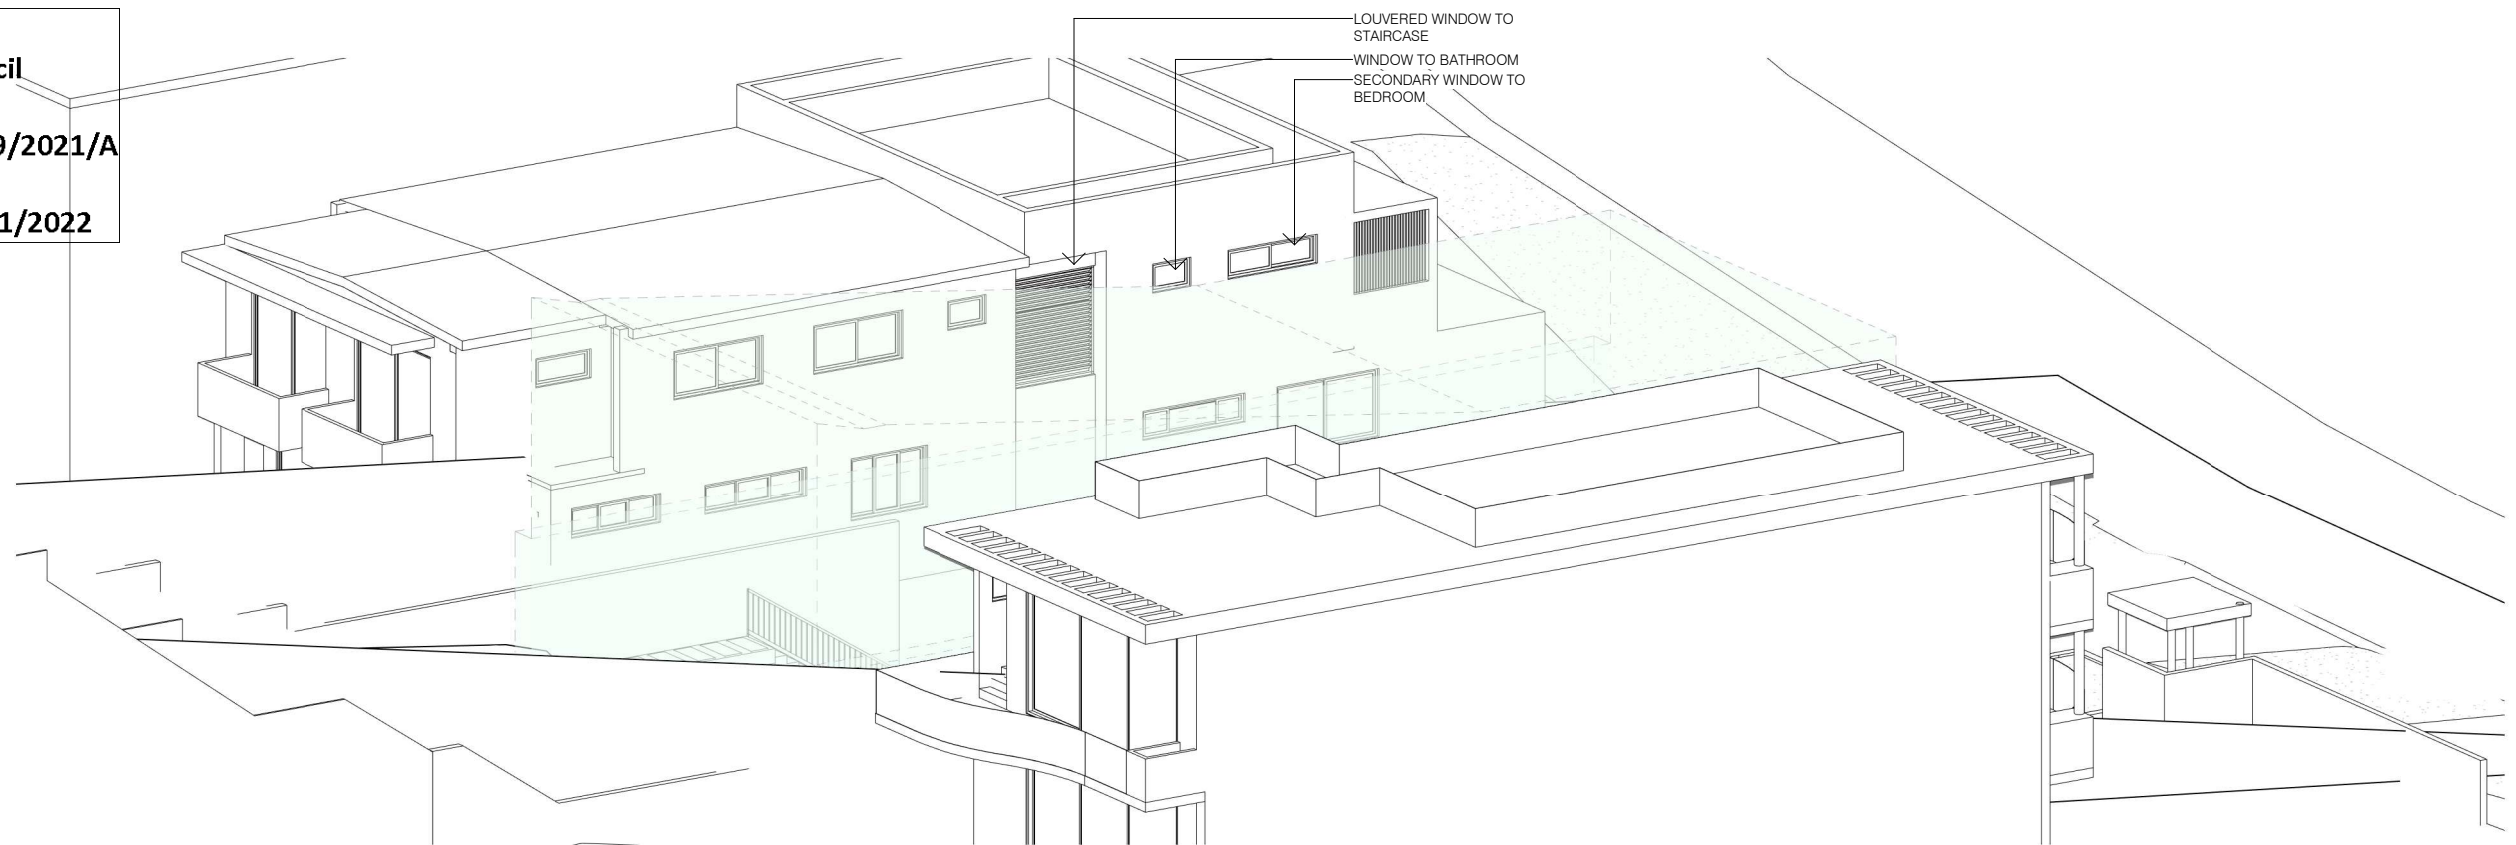 cil
9/2021/A
1/2022
LOUVERED WINDOW TO
STAIRCASE
WINDOW TO BATHROOM
SECONDARY WINDOW TO
BEDROOM